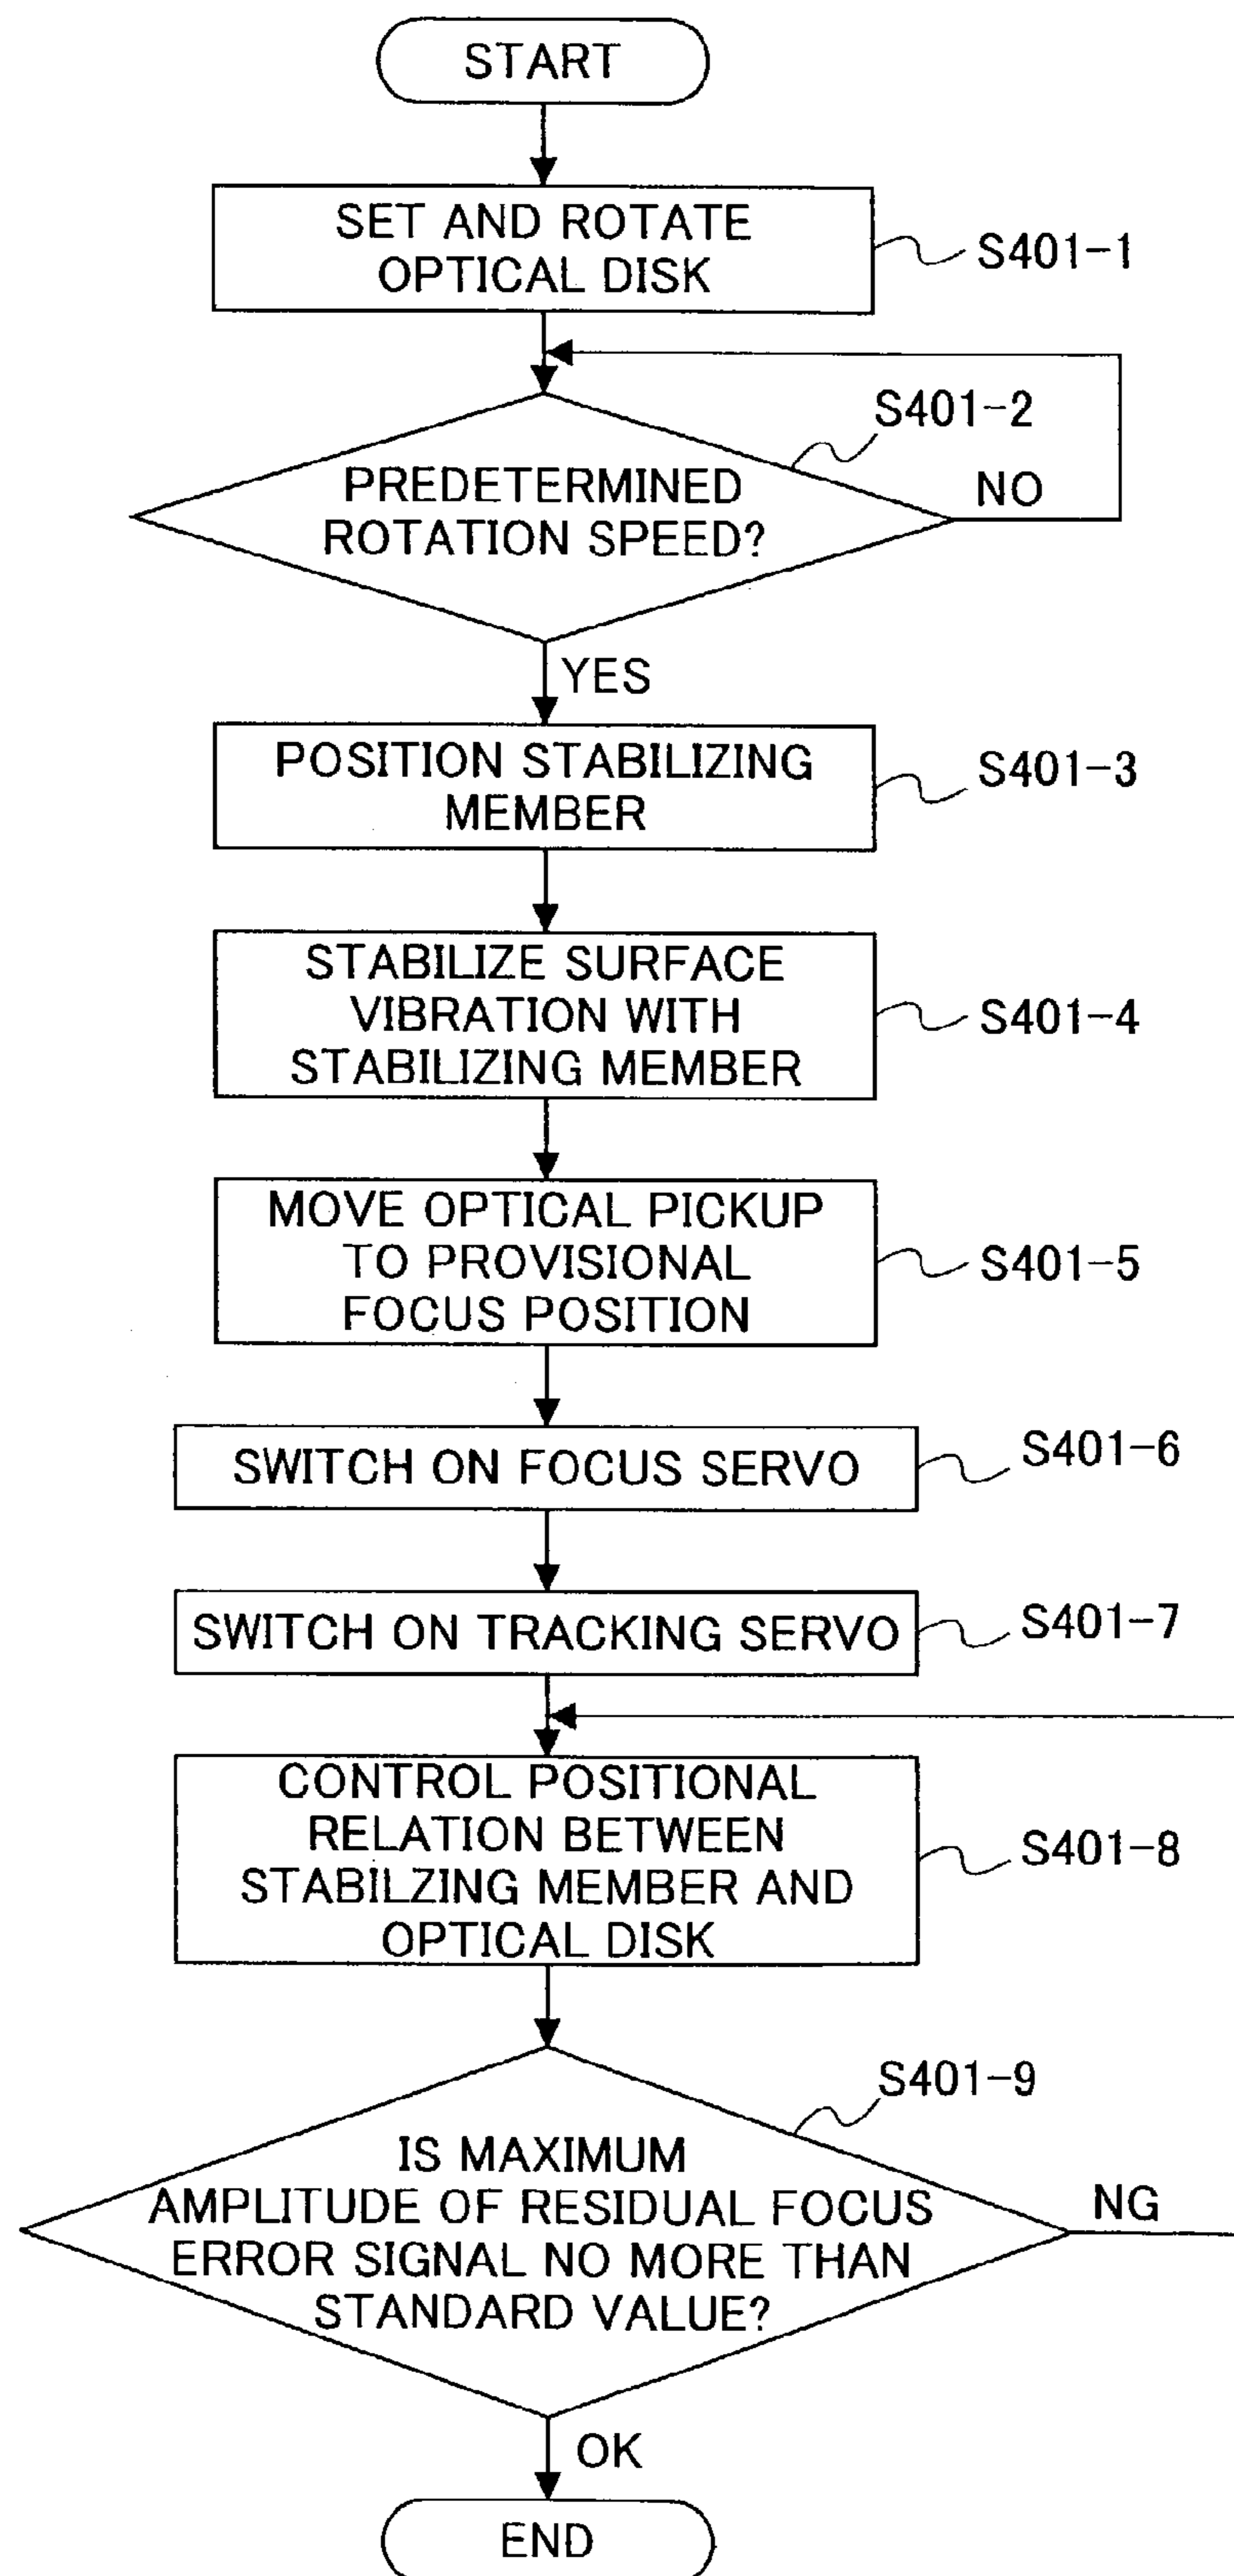 START
SET AND ROTATE
OPTICAL DISK
S401-1
S401-2
PREDETERMINED
ROTATION SPEED?
NO
YES
POSITION STABILIZING
MEMBER
S401-3
STABILIZE SURFACE
VIBRATION WITH
STABILIZING MEMBER
S401-4
MOVE OPTICAL PICKUP
TO PROVISIONAL
FOCUS POSITION
S401-5
SWITCH ON FOCUS SERVO
S401-6
SWITCH ON TRACKING SERVO
S401-7
CONTROL POSITIONAL
RELATION BETWEEN
STABILZING MEMBER AND
OPTICAL DISK
S401-8
S401-9
IS MAXIMUM
AMPLITUDE OF RESIDUAL FOCUS
ERROR SIGNAL NO MORE THAN
STANDARD VALUE?
NG
OK
END